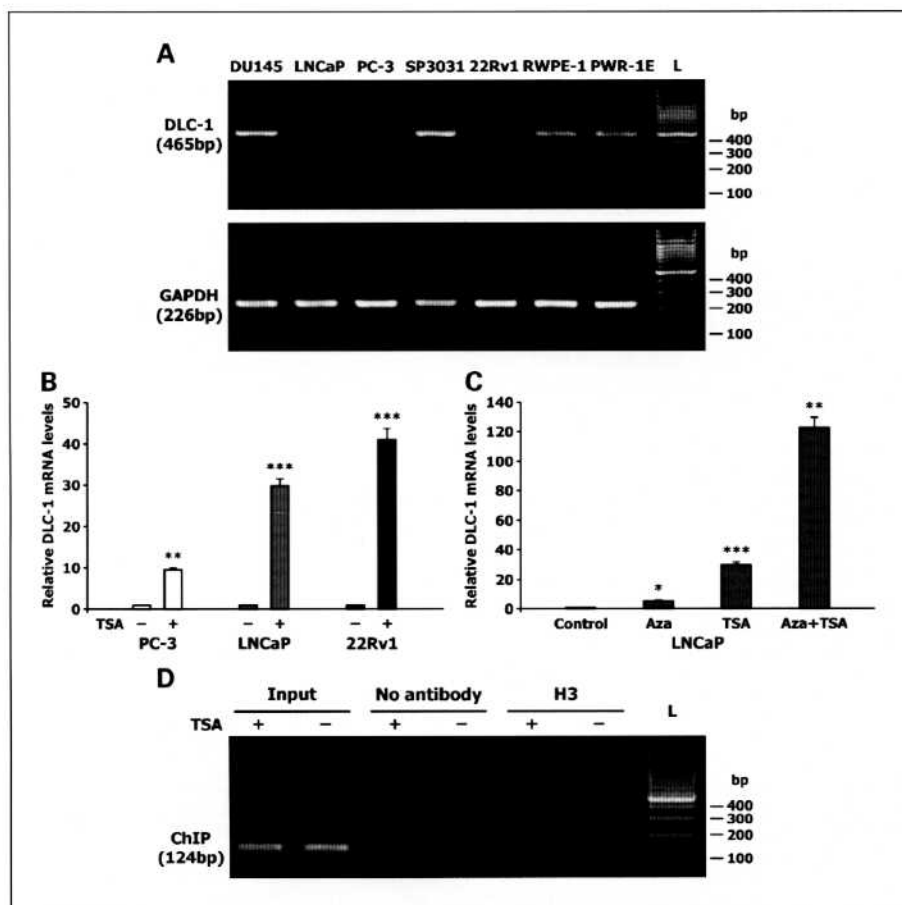 A
DU145 LNCaP PC-3 SP3031 22Rv1 RWPE-1 PWR-1E L
bp
DLC-1
(465bp)
400
300
200
100
bp
GAPDH
(226bp)
400
300
200
100
B
Relative DLC-1 mRNA levels
50
40
30
20
10
0
**
***
***
TSA − + − + − +
PC-3 LNCaP 22Rv1
C
Relative DLC-1 mRNA levels
140
120
100
80
60
40
20
0
*
***
**
Control Aza TSA Aza+TSA
LNCaP
D
Input No antibody H3 L
TSA + − + − + −
bp
ChIP
(124bp)
400
300
200
100